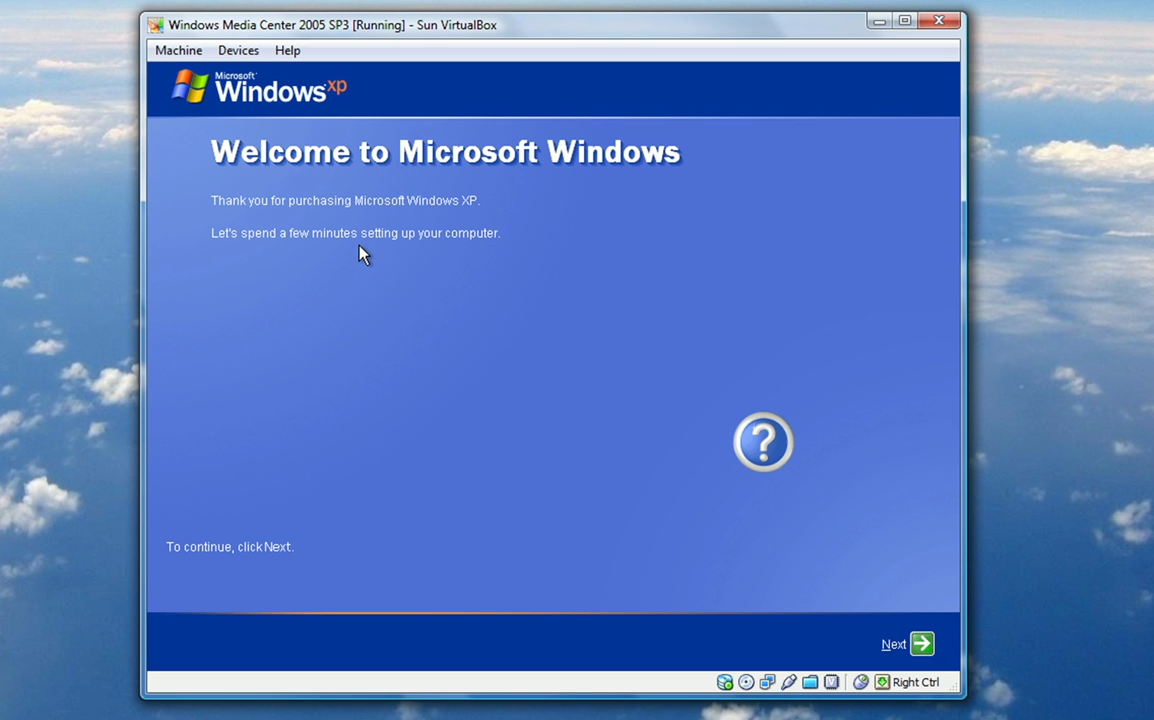 Windows Media Center 2005 SP3 [Running] - Sun VirtualBox
Machine Devices Help
Microsoft
Windows xp
Welcome to Microsoft Windows
Thank you for purchasing Microsoft Windows XP.
Let's spend a few minutes setting up your computer.
?
To continue, click Next.
Next
Right Ctrl